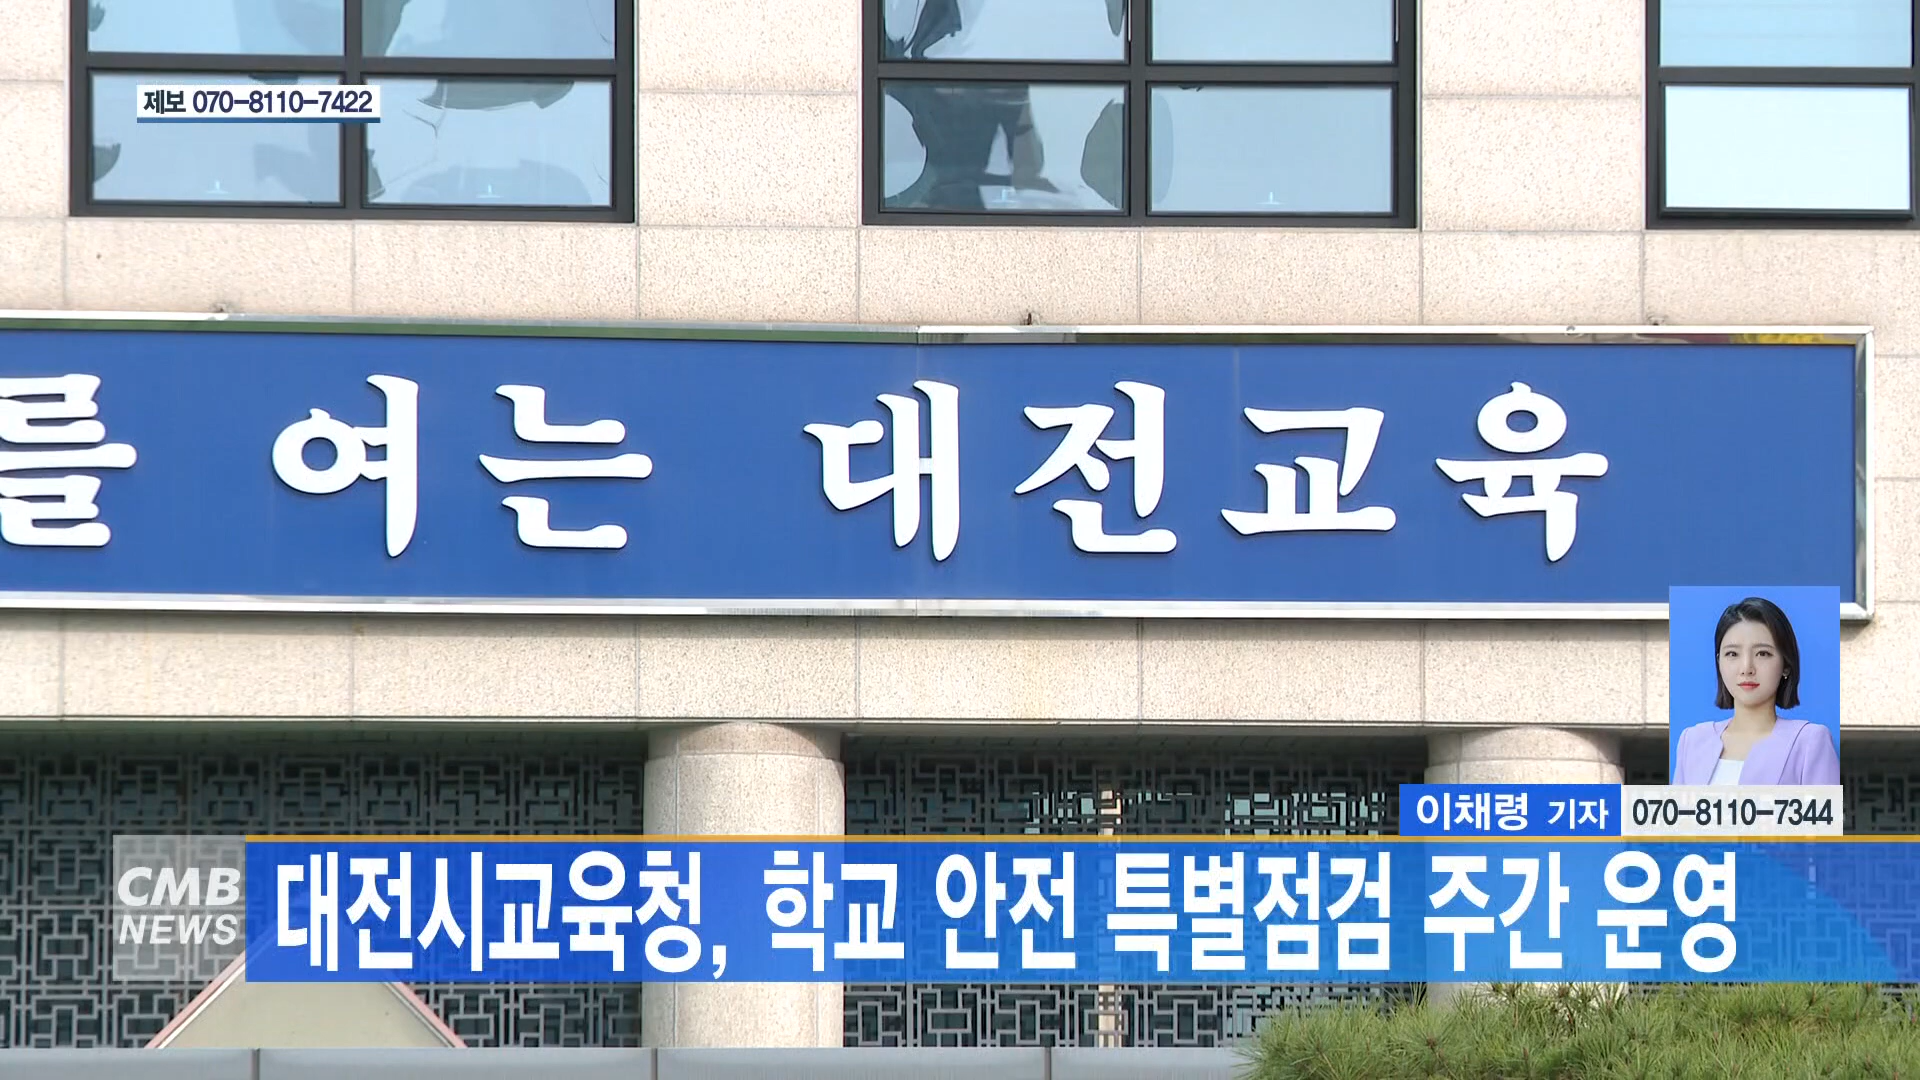 제보 070-8110-7422
를 여는 대전교육
이채령 기자 070-8110-7344
CMB
NEWS
대전시교육청, 학교 안전 특별점검 주간 운영